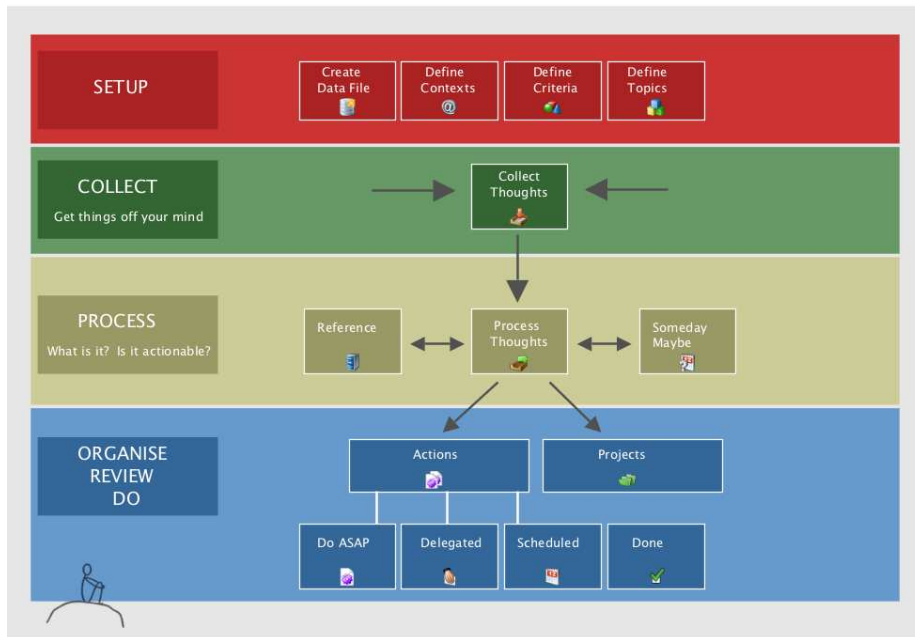 SETUP
Create
Data File
Define
Contexts
@
Define
Criteria
Define
Topics
COLLECT
Get things off your mind
Collect
Thoughts
PROCESS
What is it? Is it actionable?
Reference
Process
Thoughts
Someday
Maybe
ORGANISE
REVIEW
DO
Actions
Projects
Do ASAP
Delegated
Scheduled
Done